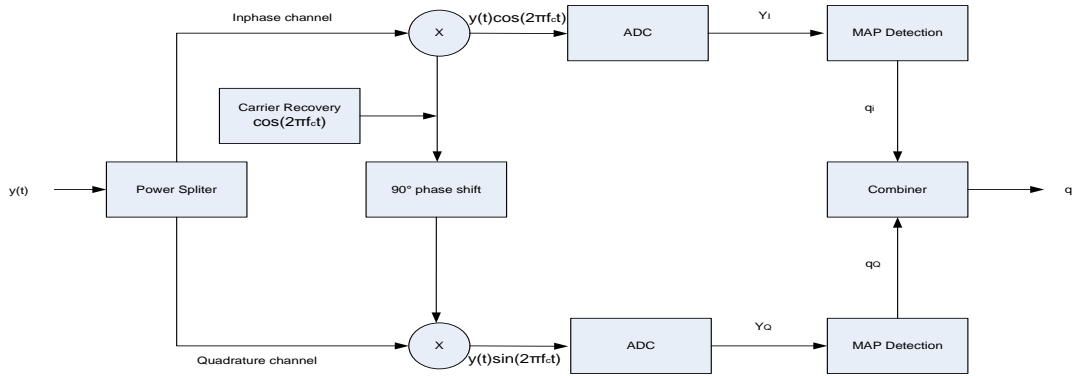 Inphase channel
X
y(t)cos(2πfct)
ADC
YI
MAP Detection
Carrier Recovery
cos(2πfct)
qi
y(t)
Power Spliter
90° phase shift
Combiner
q
qQ
Quadrature channel
X
y(t)sin(2πfct)
ADC
YQ
MAP Detection